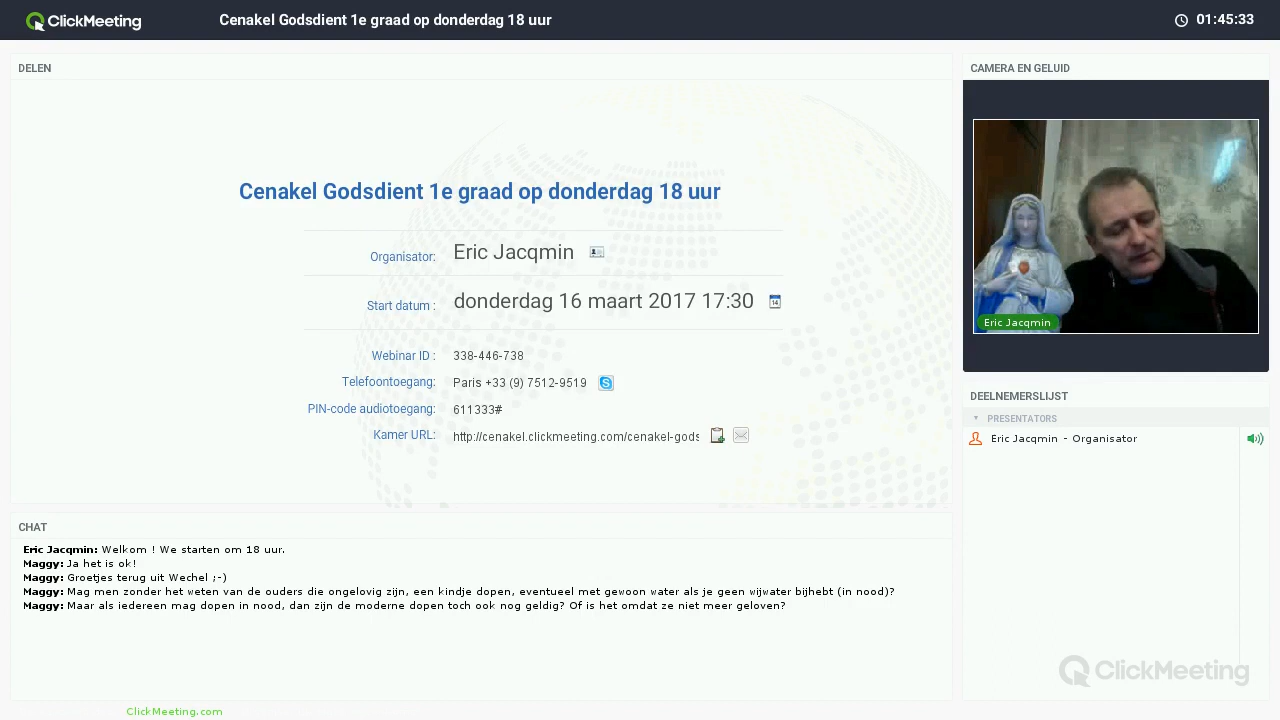 ClickMeeting
Cenakel Godsdient 1e graad op donderdag 18 uur
01:45:33
DELEN
Cenakel Godsdient 1e graad op donderdag 18 uur
Organisator: Eric Jacqmin
Start datum : donderdag 16 maart 2017 17:30
14
Webinar ID : 338-446-738
Telefoontoegang: Paris +33 (9) 7512-9519
PIN-code audiotoegang: 611333#
Kamer URL: http://cenakel.clickmeeting.com/cenakel-gods
CHAT
Eric Jacqmin: Welkom ! We starten om 18 uur.
Maggy: Ja het is ok!
Maggy: Groetjes terug uit Wechel ;-)
Maggy: Mag men zonder het weten van de ouders die ongelovig zijn, een kindje dopen, eventueel met gewoon water als je geen wijwater bijhebt (in nood)?
Maggy: Maar als iedereen mag dopen in nood, dan zijn de moderne dopen toch ook nog geldig? Of is het omdat ze niet meer geloven?
ClickMeeting.com
CAMERA EN GELUID
Eric Jacqmin
DEELNEMERSLIJST
PRESENTATORS
Eric Jacqmin - Organisator
ClickMeeting